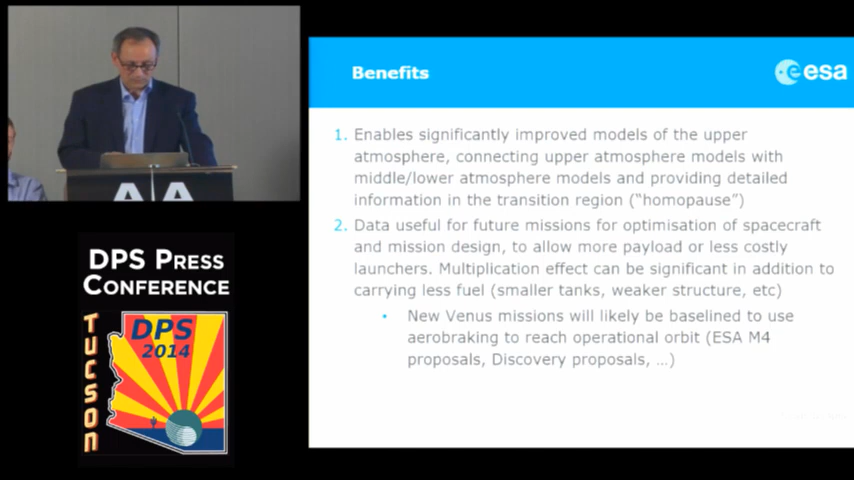 Benefits
esa
1. Enables significantly improved models of the upper
atmosphere, connecting upper atmosphere models with
middle/lower atmosphere models and providing detailed
information in the transition region ("homopause")
2. Data useful for future missions for optimisation of spacecraft
and mission design, to allow more payload or less costly
launchers. Multiplication effect can be significant in addition to
carrying less fuel (smaller tanks, weaker structure, etc)
• New Venus missions will likely be baselined to use
aerobraking to reach operational orbit (ESA M4
proposals, Discovery proposals, ...)
DPS PRESS
CONFERENCE
TUCSON
DPS
2014